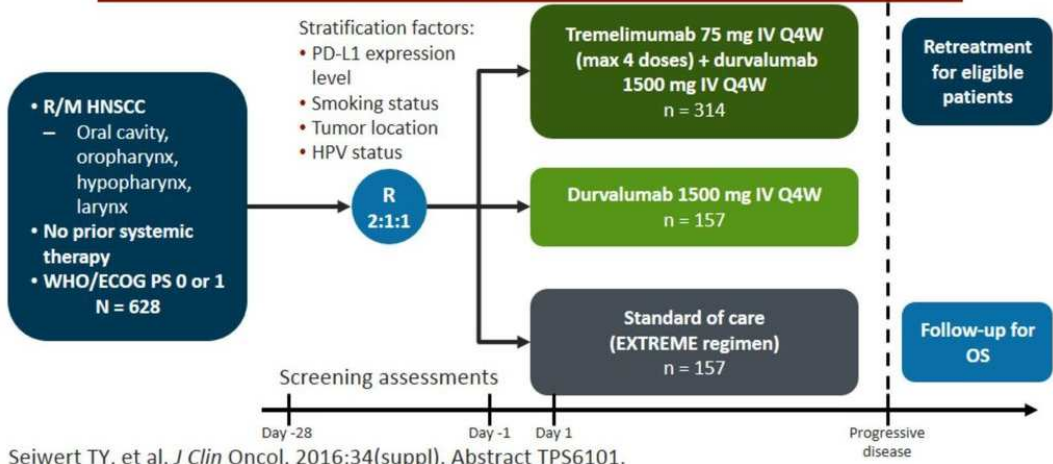 Stratification factors:
• PD-L1 expression
level
• Smoking status
• Tumor location
• HPV status
• R/M HNSCC
– Oral cavity,
oropharynx,
hypopharynx,
larynx
• No prior systemic
therapy
• WHO/ECOG PS 0 or 1
N = 628
R
2:1:1
Tremelimumab 75 mg IV Q4W
(max 4 doses) + durvalumab
1500 mg IV Q4W
n = 314
Durvalumab 1500 mg IV Q4W
n = 157
Standard of care
(EXTREME regimen)
n = 157
Retreatment
for eligible
patients
Follow-up for
OS
Screening assessments
Day -28
Day -1
Day 1
Progressive
disease
Seiwert TY, et al. J Clin Oncol. 2016;34(suppl). Abstract TPS6101.